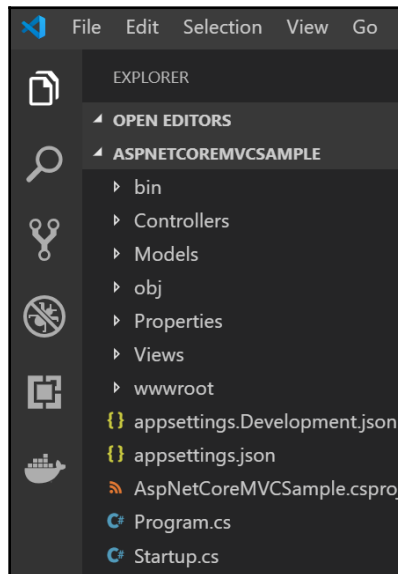 File Edit Selection View Go
EXPLORER
OPEN EDITORS
ASPNETCOREMVCSAMPLE
bin
Controllers
Models
obj
Properties
Views
wwwroot
{} appsettings.Development.json
{} appsettings.json
AspNetCoreMVCSample.csproj
C# Program.cs
C# Startup.cs